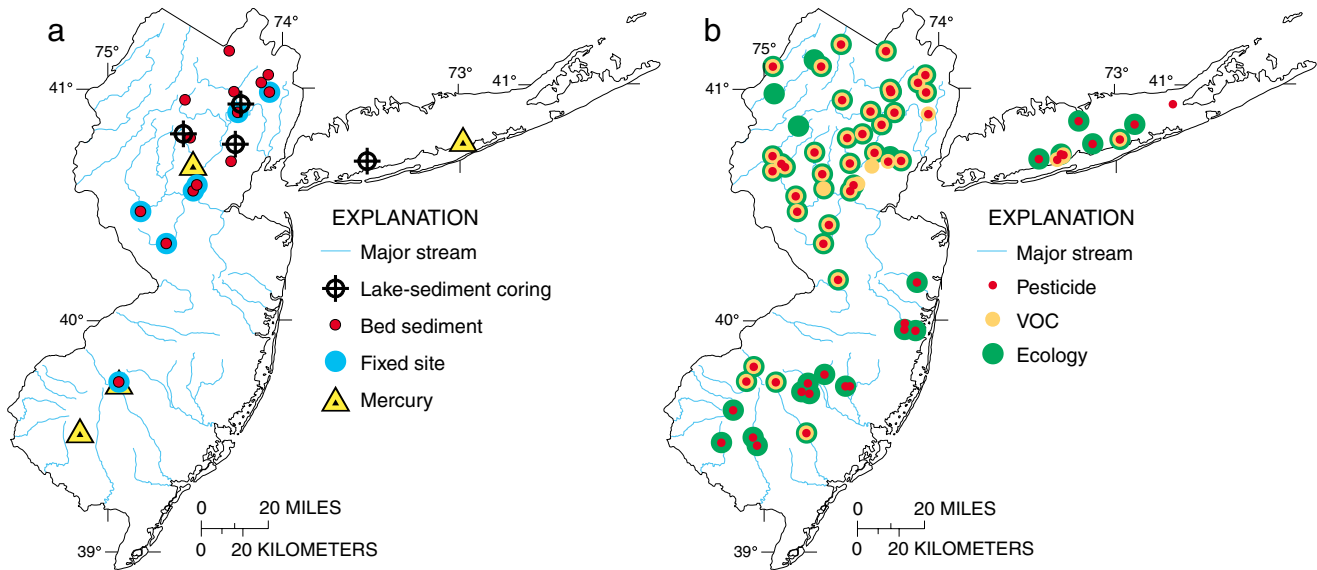 a
75°
74°
41°
73°
41°
EXPLANATION
Major stream
Lake-sediment coring
Bed sediment
Fixed site
Mercury
40°
39°
0 20 MILES
0 20 KILOMETERS
b
75°
74°
41°
73°
41°
EXPLANATION
Major stream
Pesticide
VOC
Ecology
40°
39°
0 20 MILES
0 20 KILOMETERS